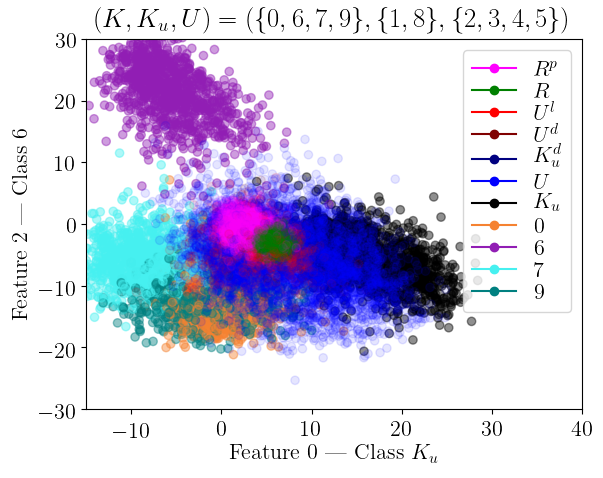 (K, K_u, U) = ({0, 6, 7, 9}, {1, 8}, {2, 3, 4, 5})
30
20
10
0
−10
−20
−30
Feature 2 — Class 6
−10
0
10
20
30
40
Feature 0 — Class K_u
R^p
R
U^l
U^d
K_u^d
U
K_u
0
6
7
9